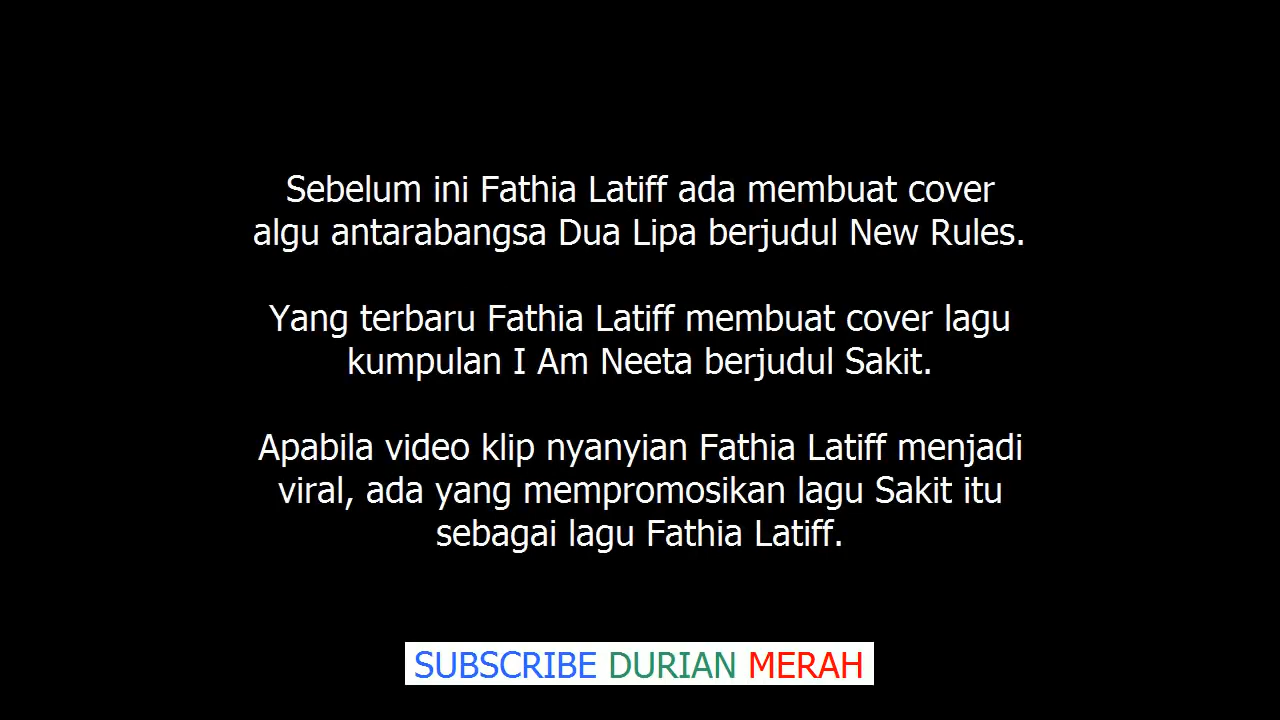 Sebelum ini Fathia Latiff ada membuat cover
algu antarabangsa Dua Lipa berjudul New Rules.
Yang terbaru Fathia Latiff membuat cover lagu
kumpulan I Am Neeta berjudul Sakit.
Apabila video klip nyanyian Fathia Latiff menjadi
viral, ada yang mempromosikan lagu Sakit itu
sebagai lagu Fathia Latiff.
SUBSCRIBE DURIAN MERAH